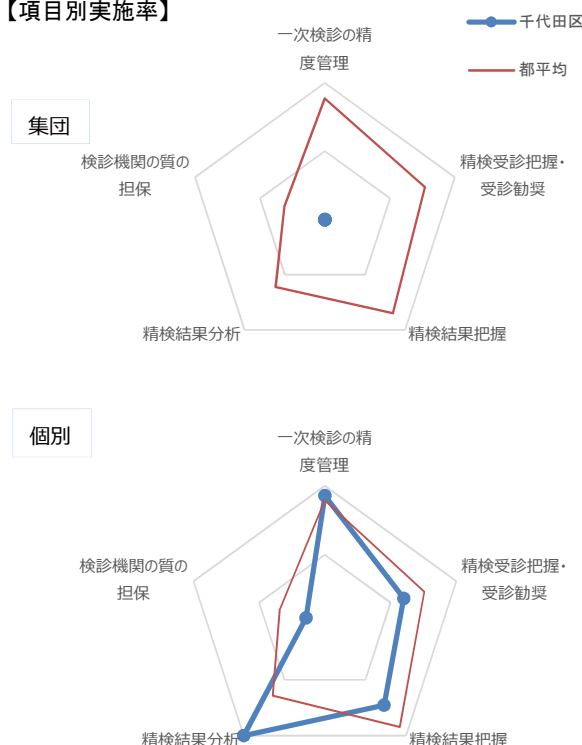 【項目別実施率】
千代田区
都平均
集団
一次検診の精
度管理
検診機関の質の
担保
精検受診把握・
受診勧奨
精検結果分析
精検結果把握
個別
一次検診の精
度管理
検診機関の質の
担保
精検受診把握・
受診勧奨
精検結果分析
精検結果把握